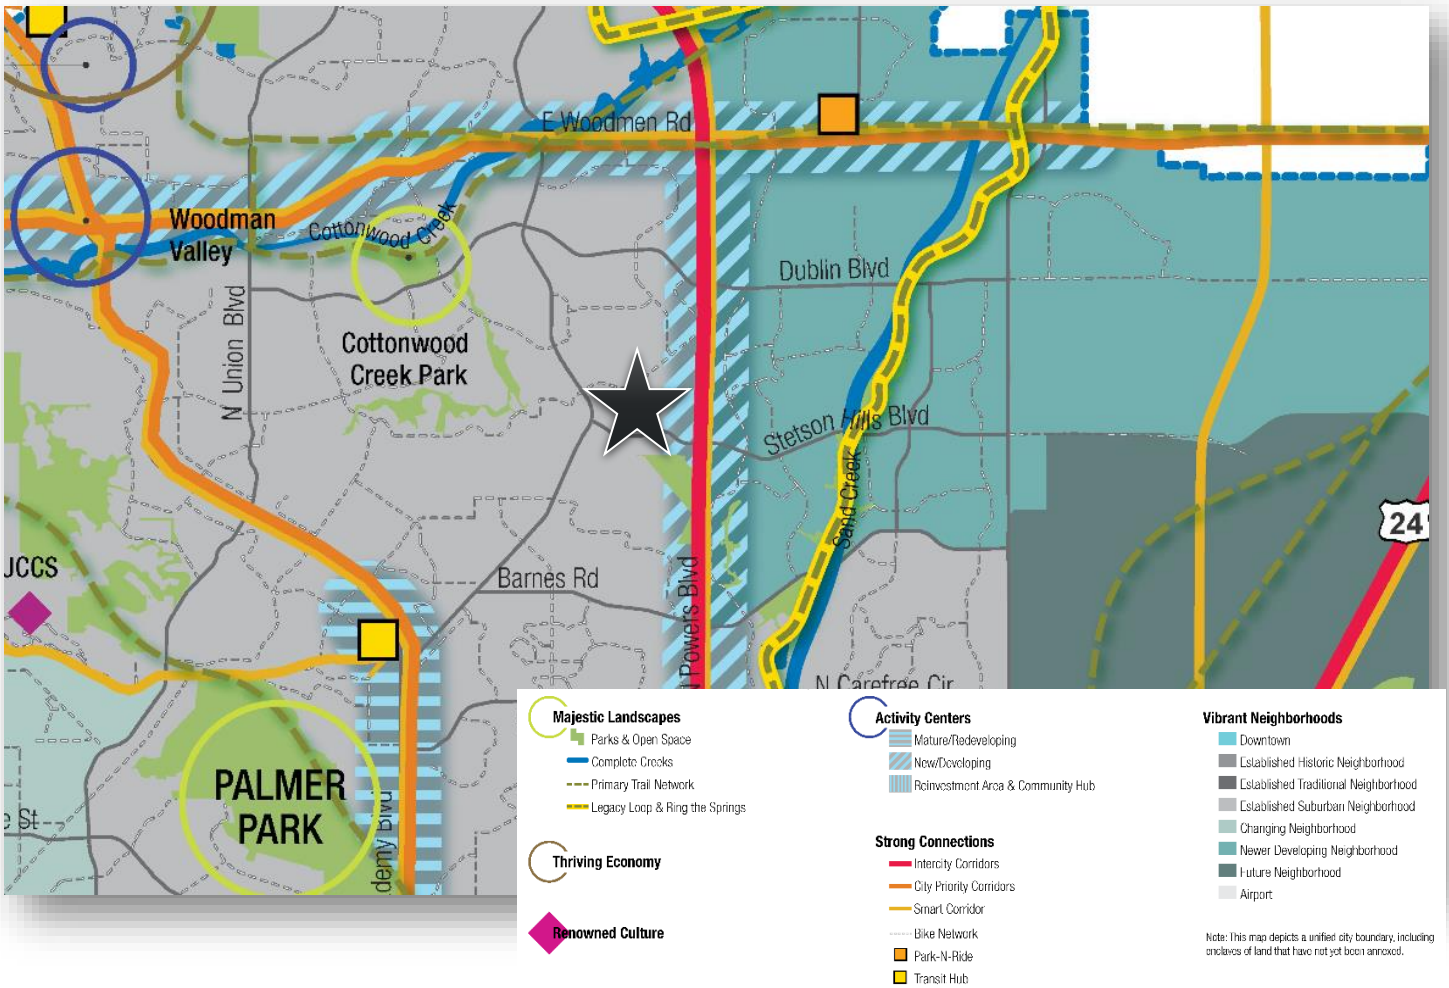 E Woodmen Rd
Woodman
Valley
Cottonwood Creek
Dublin Blvd
N Union Blvd
Cottonwood
Creek Park
Stetson Hills Blvd
Sand Creek
24
JCCS
Barnes Rd
N Powers Blvd
N Carefree Cir
PALMER
PARK
e St
demy Blvd
Majestic Landscapes
Parks & Open Space
Complete Creeks
Primary Trail Network
Legacy Loop & Ring the Springs
Thriving Economy
Renowned Culture
Activity Centers
Mature/Redeveloping
New/Developing
Reinvestment Area & Community Hub
Strong Connections
Intercity Corridors
City Priority Corridors
Smart Corridor
Bike Network
Park-N-Ride
Transit Hub
Vibrant Neighborhoods
Downtown
Established Historic Neighborhood
Established Traditional Neighborhood
Established Suburban Neighborhood
Changing Neighborhood
Newer Developing Neighborhood
Future Neighborhood
Airport
Note: This map depicts a unified city boundary, including
enclaves of land that have not yet been annexed.